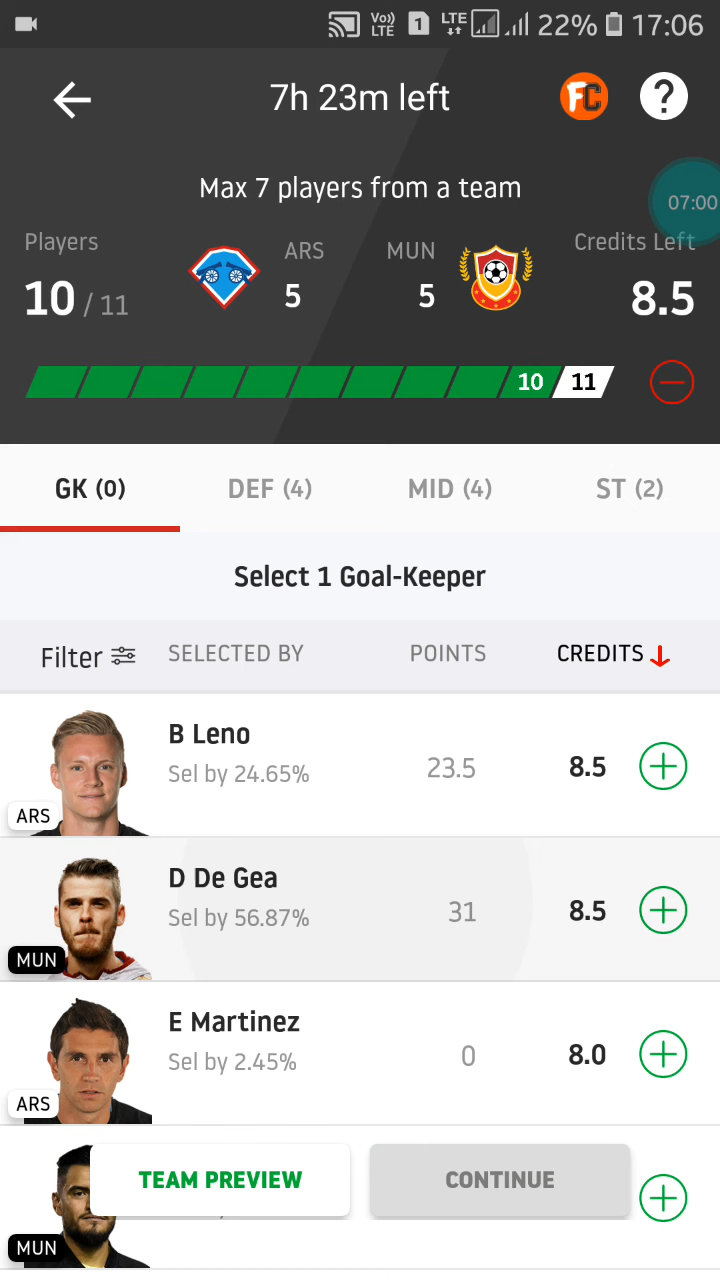 Vo)) LTE 1 LTE 22% 17:06
7h 23m left
FC
?
Max 7 players from a team
07:00
Players
ARS
MUN
Credits Left
10 / 11
5
5
8.5
10
11
GK (0)
DEF (4)
MID (4)
ST (2)
Select 1 Goal-Keeper
Filter
SELECTED BY
POINTS
CREDITS
B Leno
Sel by 24.65%
23.5
8.5
ARS
D De Gea
Sel by 56.87%
31
8.5
MUN
E Martinez
Sel by 2.45%
0
8.0
ARS
TEAM PREVIEW
CONTINUE
MUN